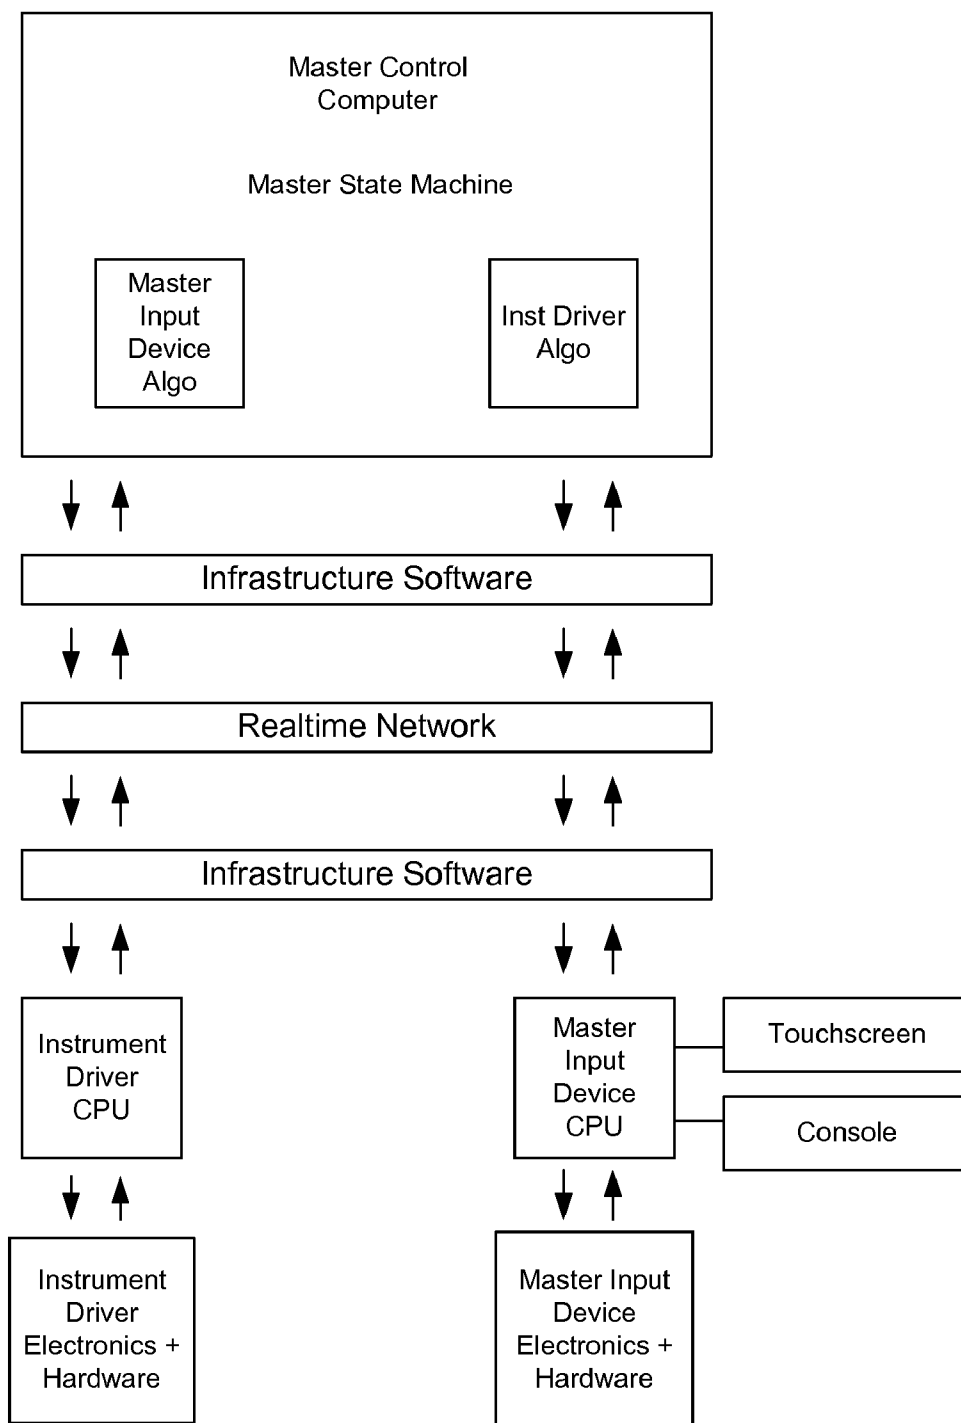 Master Control
Computer
Master State Machine
Master
Input
Device
Algo
Inst Driver
Algo
Infrastructure Software
Realtime Network
Infrastructure Software
Instrument
Driver
CPU
Master
Input
Device
CPU
Touchscreen
Console
Instrument
Driver
Electronics +
Hardware
Master Input
Device
Electronics +
Hardware